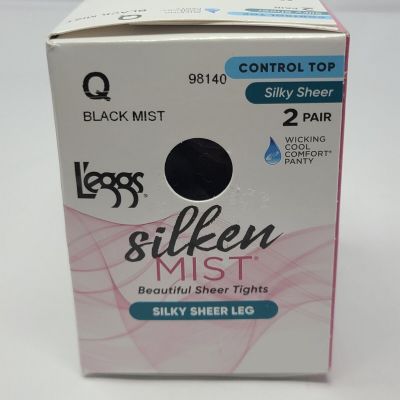 Q
98140
BLACK MIST
CONTROL TOP
Silky Sheer
2 PAIR
WICKING
COOL
COMFORT®
PANTY
L'eggs®
silken
MIST®
Beautiful Sheer Tights
SILKY SHEER LEG